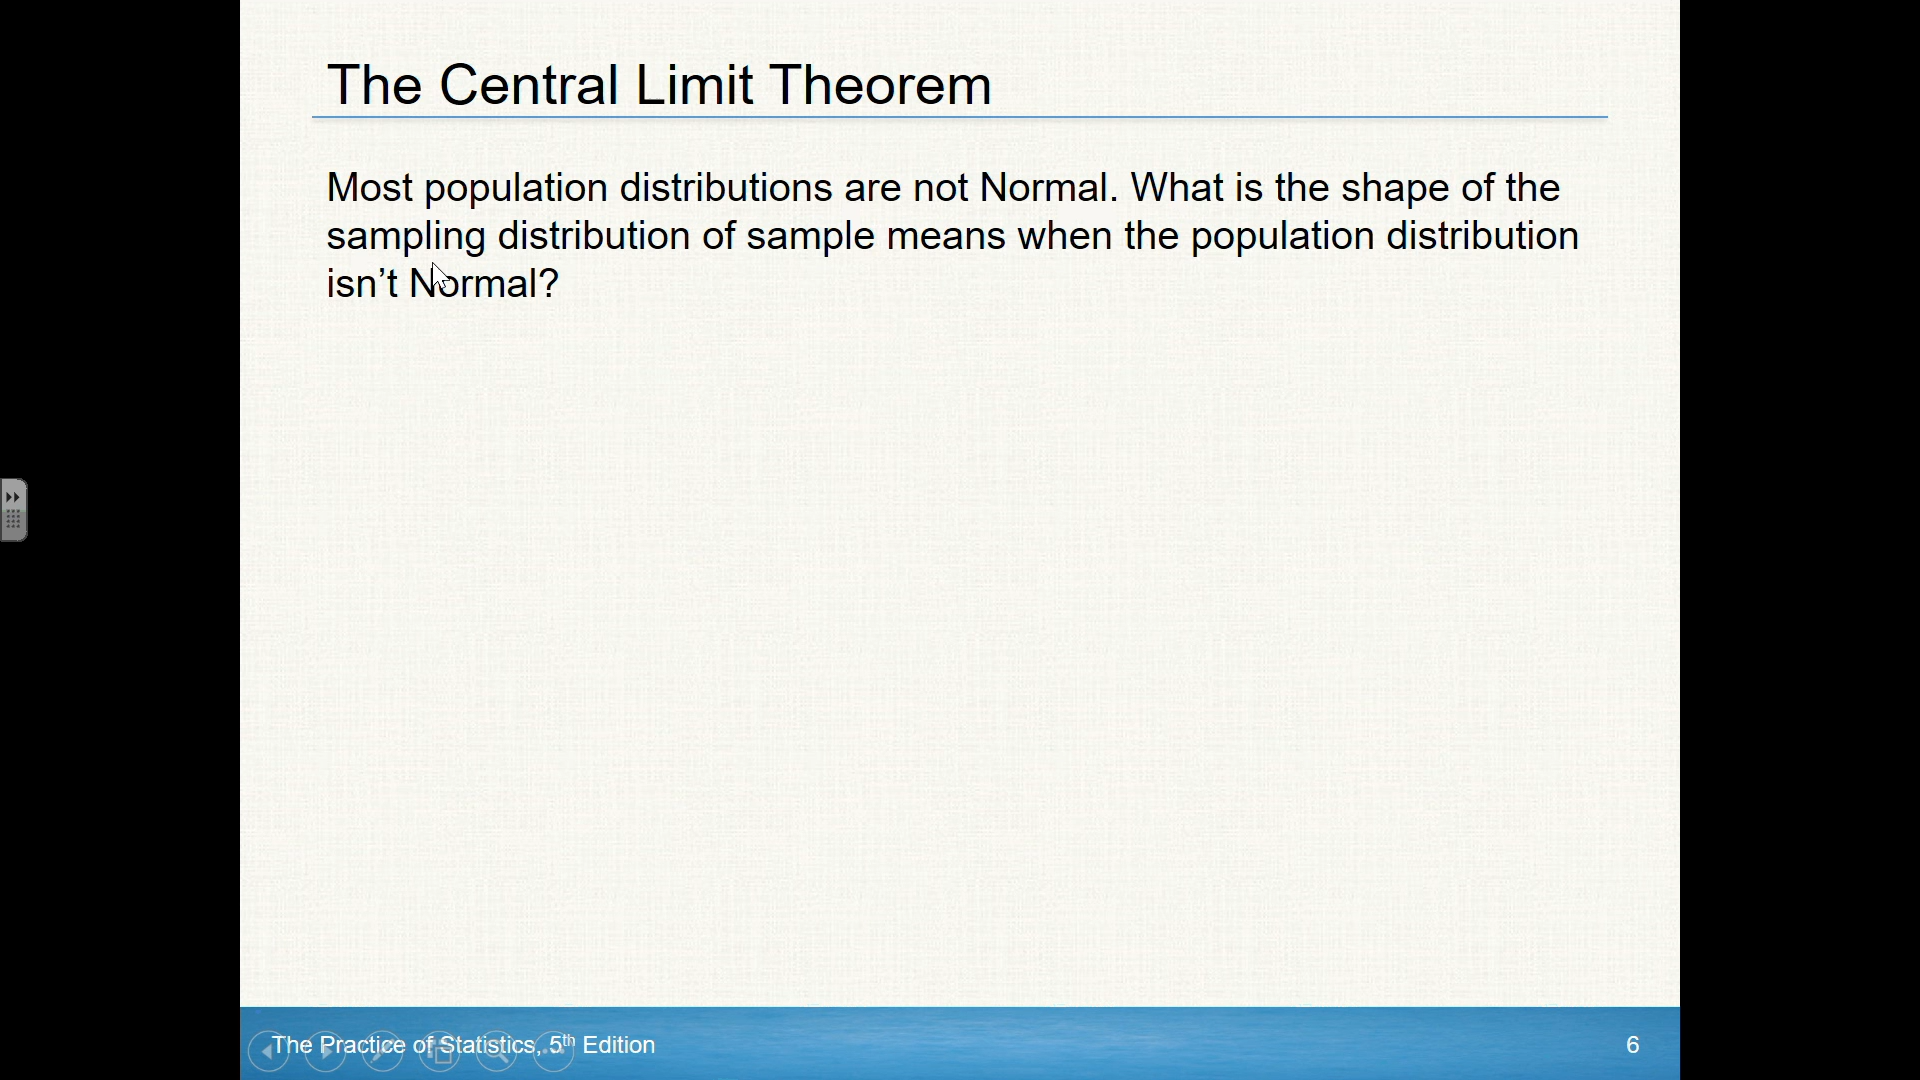 The Central Limit Theorem
Most population distributions are not Normal. What is the shape of the
sampling distribution of sample means when the population distribution
isn’t Normal?
The Practice of Statistics, 5th Edition
6